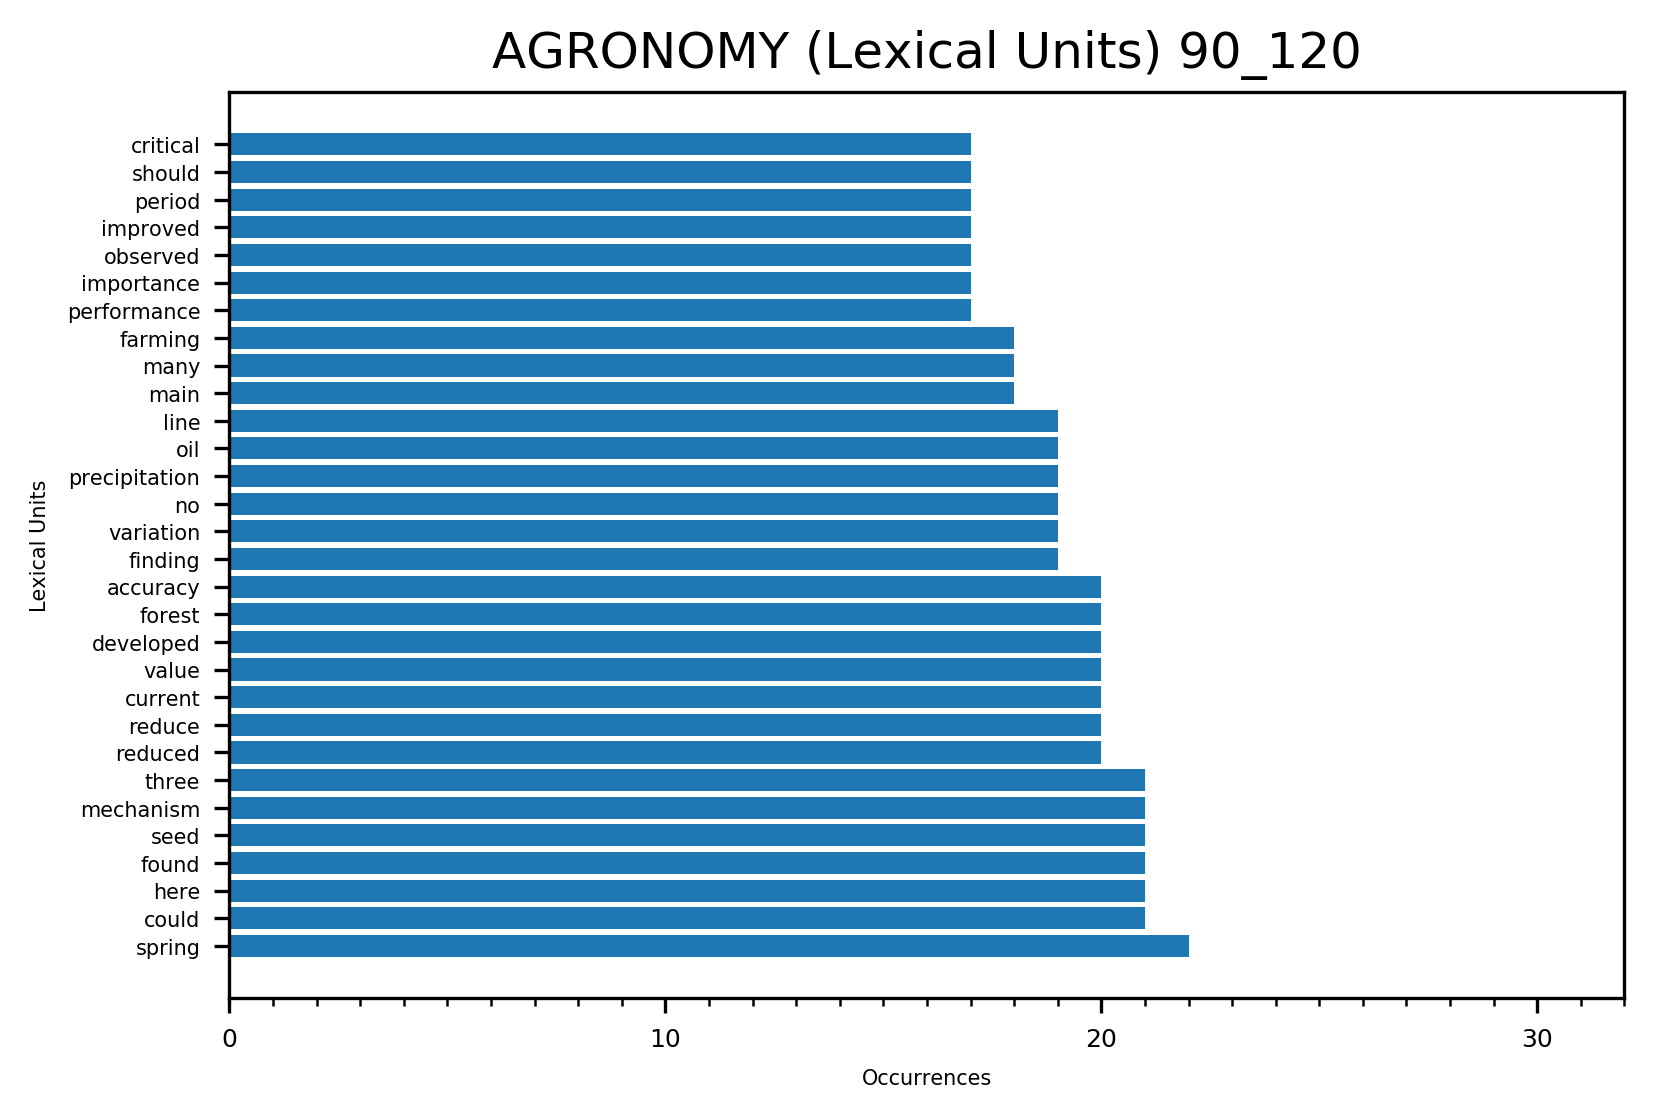 AGRONOMY (Lexical Units) 90_120
critical
should
period
improved
observed
importance
performance
farming
many
main
line
oil
precipitation
no
variation
finding
accuracy
forest
developed
value
current
reduce
reduced
three
mechanism
seed
found
here
could
spring
Lexical Units
0 10 20 30
Occurrences